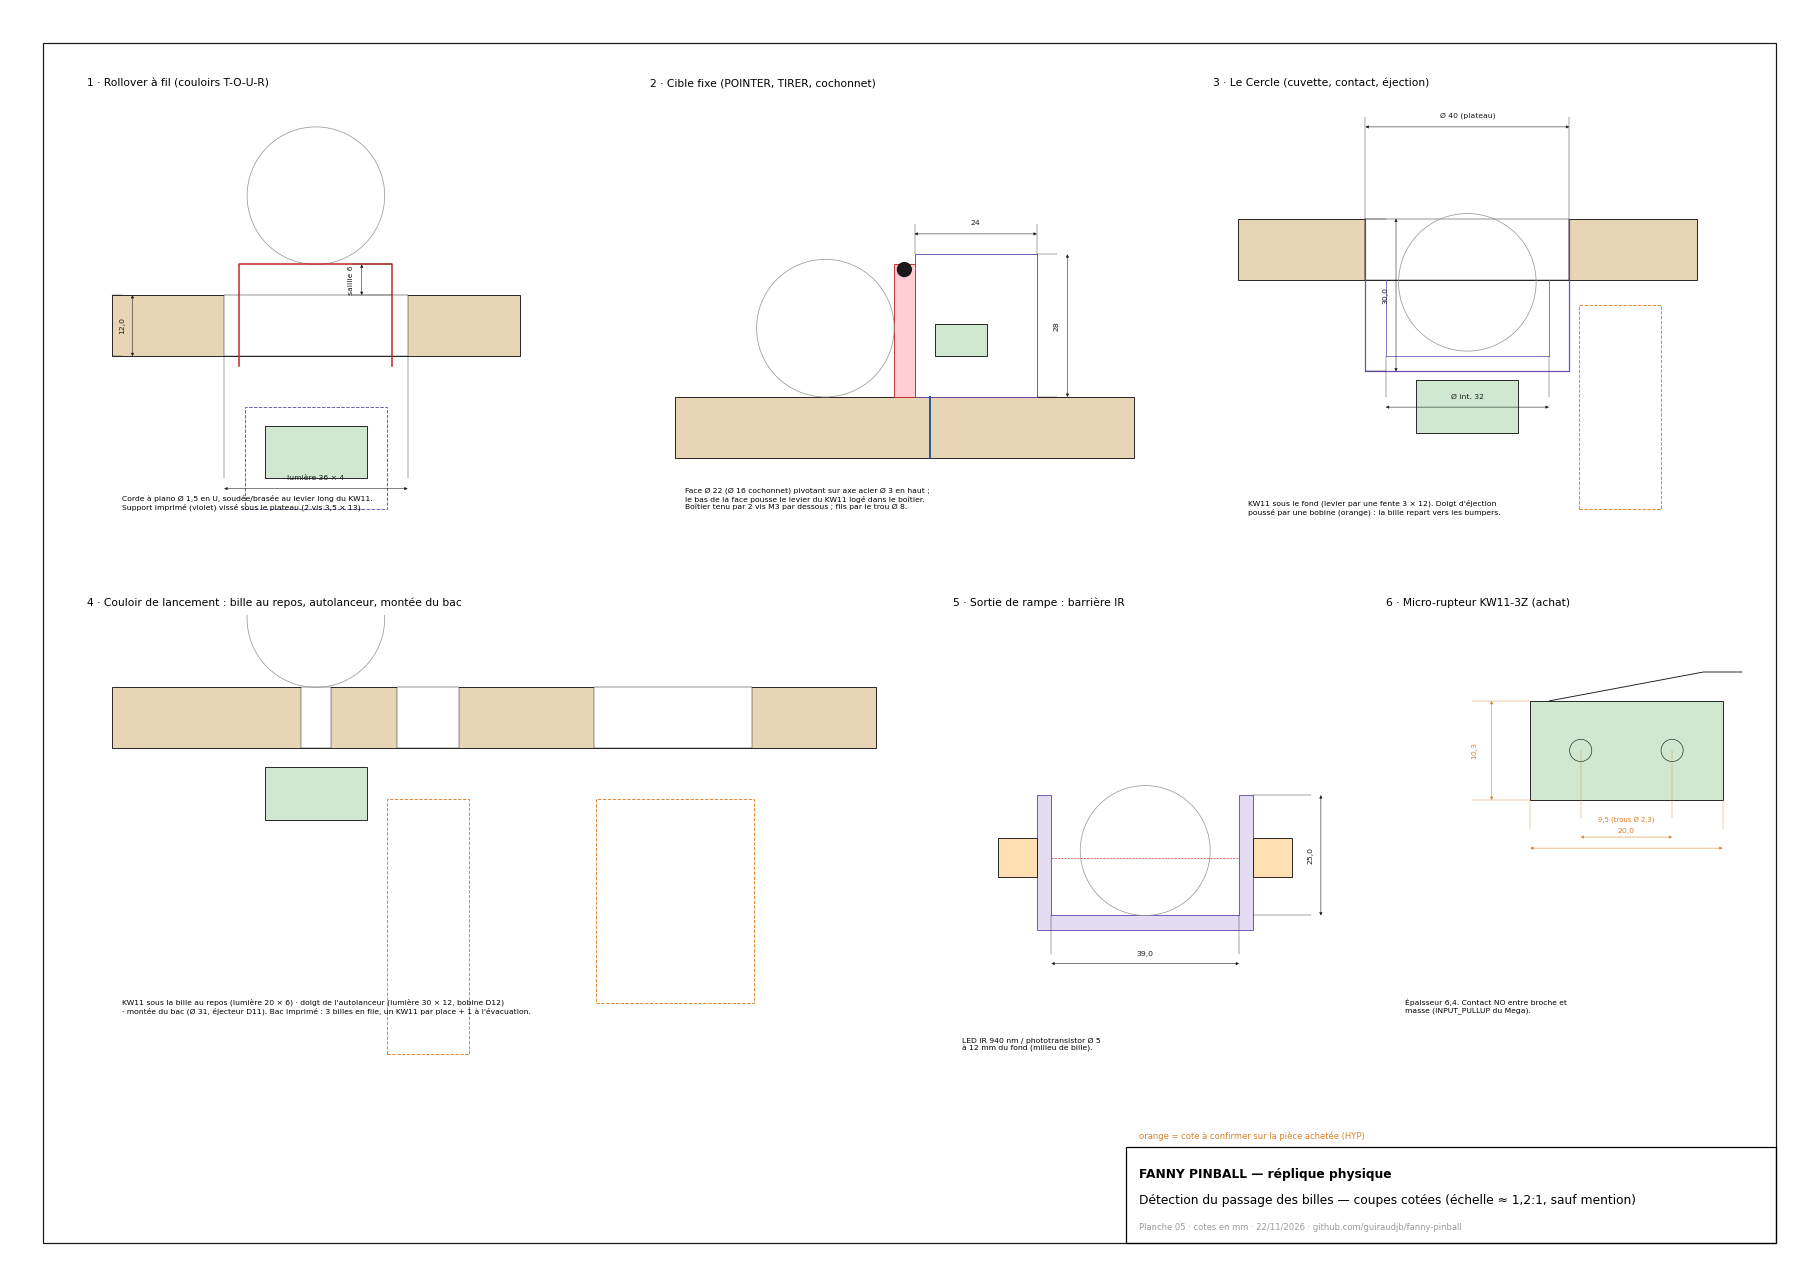 1 · Rollover à fil (couloirs T-O-U-R)
saillie 6
12,0
lumière 36 × 4
Corde à piano Ø 1,5 en U, soudée/brasée au levier long du KW11.
Support imprimé (violet) vissé sous le plateau (2 vis 3,5 × 13).
2 · Cible fixe (POINTER, TIRER, cochonnet)
24
28
Face Ø 22 (Ø 16 cochonnet) pivotant sur axe acier Ø 3 en haut ;
le bas de la face pousse le levier du KW11 logé dans le boîtier.
Boîtier tenu par 2 vis M3 par dessous ; fils par le trou Ø 8.
3 · Le Cercle (cuvette, contact, éjection)
Ø 40 (plateau)
30,0
Ø int. 32
KW11 sous le fond (levier par une fente 3 × 12). Doigt d'éjection
poussé par une bobine (orange) : la bille repart vers les bumpers.
4 · Couloir de lancement : bille au repos, autolanceur, montée du bac
KW11 sous la bille au repos (lumière 20 × 6) · doigt de l'autolanceur (lumière 30 × 12, bobine D12)
· montée du bac (Ø 31, éjecteur D11). Bac imprimé : 3 billes en file, un KW11 par place + 1 à l'évacuation.
5 · Sortie de rampe : barrière IR
25,0
39,0
LED IR 940 nm / phototransistor Ø 5
à 12 mm du fond (milieu de bille).
6 · Micro-rupteur KW11-3Z (achat)
10,3
9,5 (trous Ø 2,3)
20,0
Épaisseur 6,4. Contact NO entre broche et
masse (INPUT_PULLUP du Mega).
orange = cote à confirmer sur la pièce achetée (HYP)
FANNY PINBALL — réplique physique
Détection du passage des billes — coupes cotées (échelle ≈ 1,2:1, sauf mention)
Planche 05 · cotes en mm · 22/11/2026 · github.com/guiraudjb/fanny-pinball